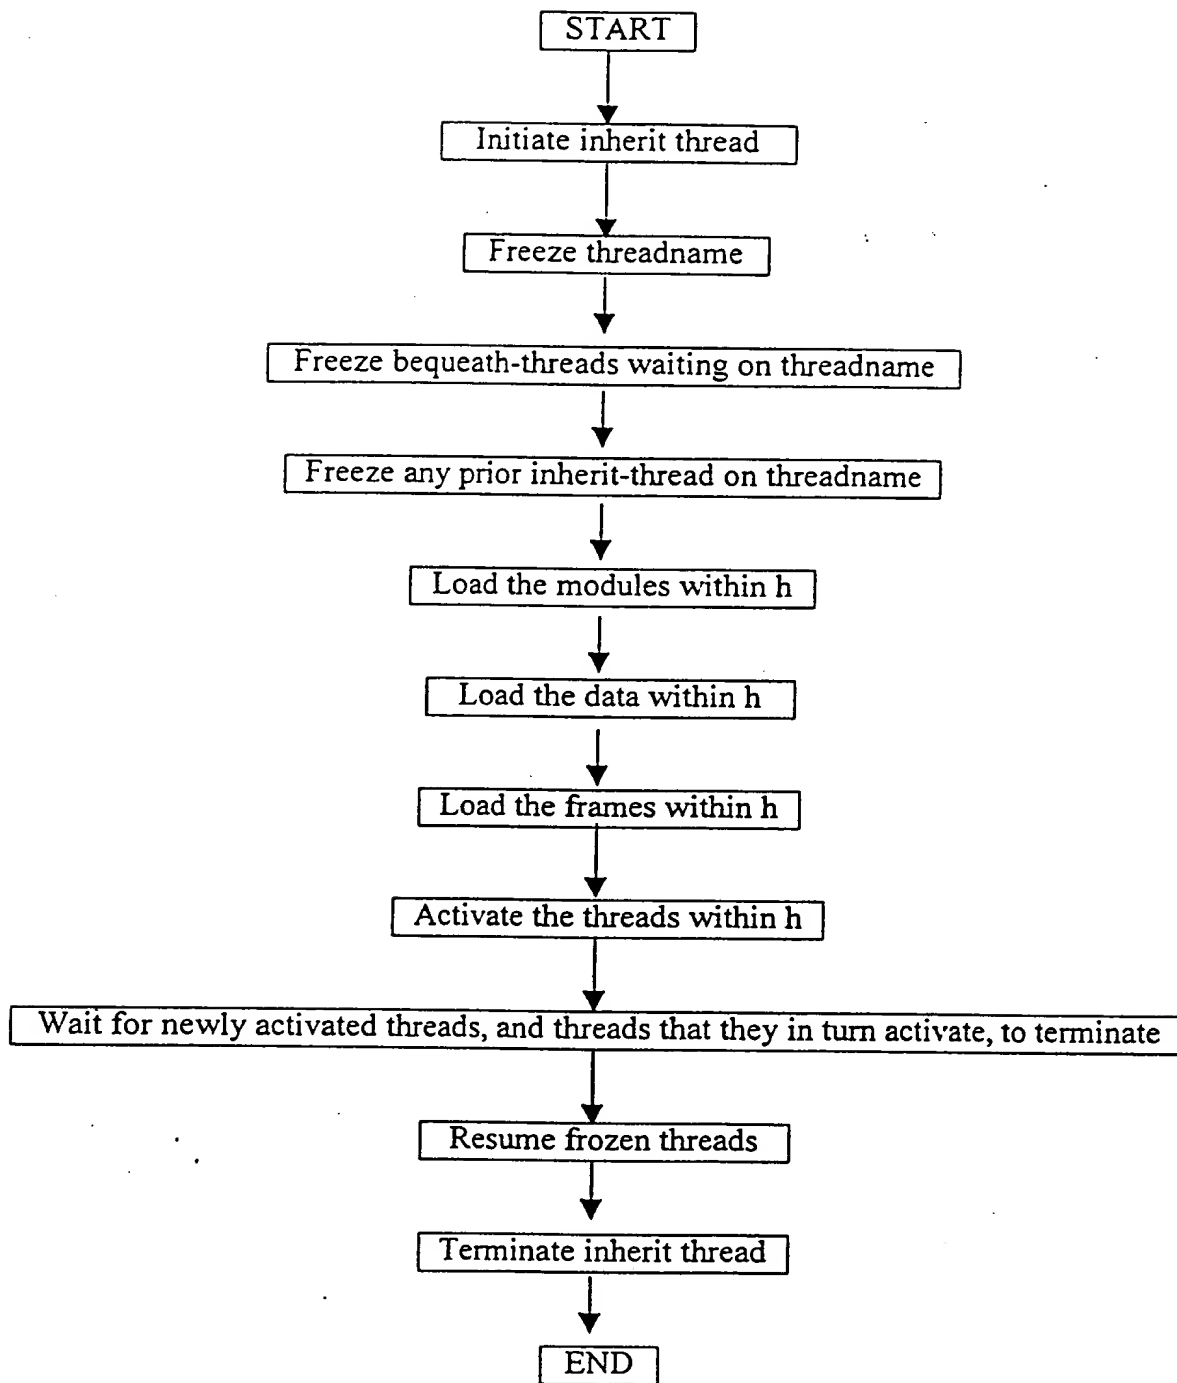 START
Initiate inherit thread
Freeze threadname
Freeze bequeath-threads waiting on threadname
Freeze any prior inherit-thread on threadname
Load the modules within h
Load the data within h
Load the frames within h
Activate the threads within h
Wait for newly activated threads, and threads that they in turn activate, to terminate
Resume frozen threads
Terminate inherit thread
END